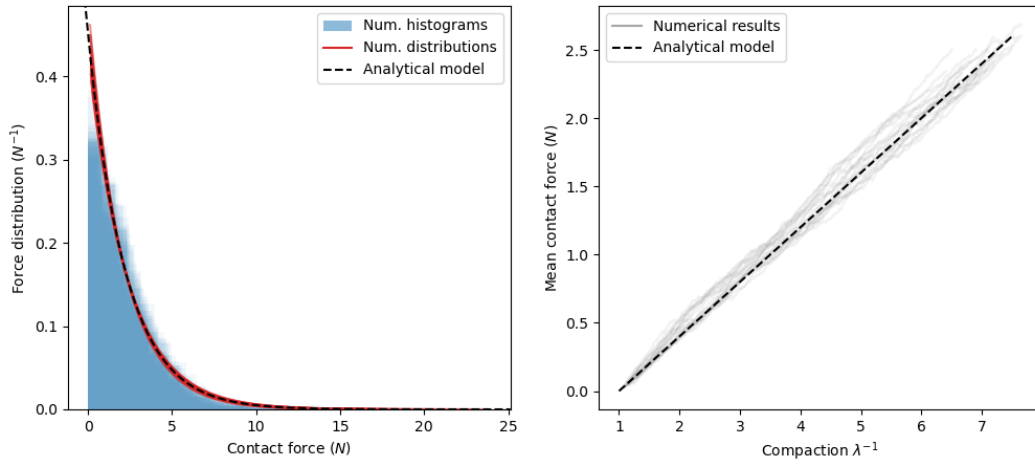 Force distribution (N⁻¹)
0.4
0.3
0.2
0.1
0.0
Num. histograms
Num. distributions
Analytical model
0
5
10
15
20
25
Contact force (N)
Mean contact force (N)
2.5
2.0
1.5
1.0
0.5
0.0
Numerical results
Analytical model
1
2
3
4
5
6
7
Compaction λ⁻¹